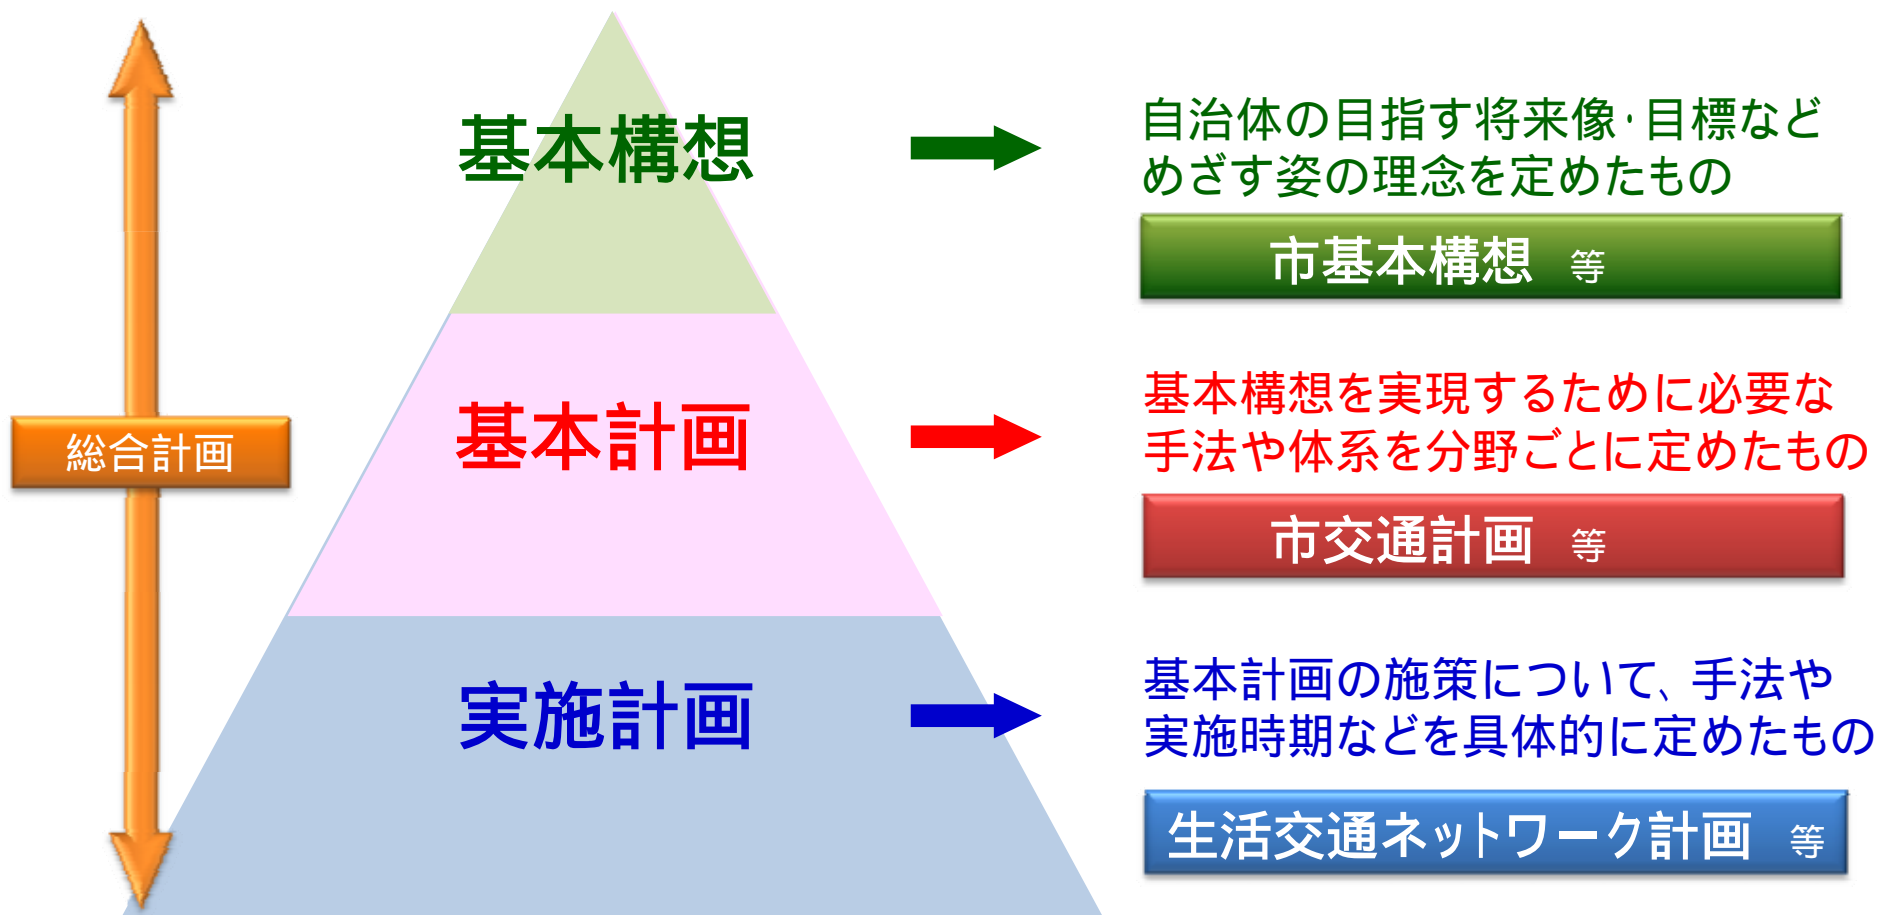 基本構想
自治体の目指す将来像・目標など
めざす姿の理念を定めたもの
市基本構想 等
総合計画
基本計画
基本構想を実現するために必要な
手法や体系を分野ごとに定めたもの
市交通計画 等
実施計画
基本計画の施策について、手法や
実施時期などを具体的に定めたもの
生活交通ネットワーク計画 等